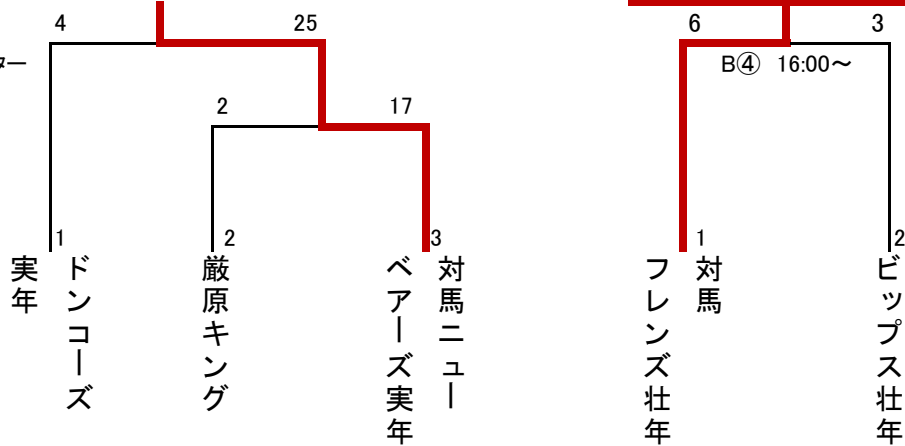 4 25
ター
2 17
1
ドンコーズ
実年
2
厳原キング
3
対馬ニュー
ベアーズ実年
6 3
B④ 16:00～
1
対馬
フレンズ壮年
2
ビップス壮年